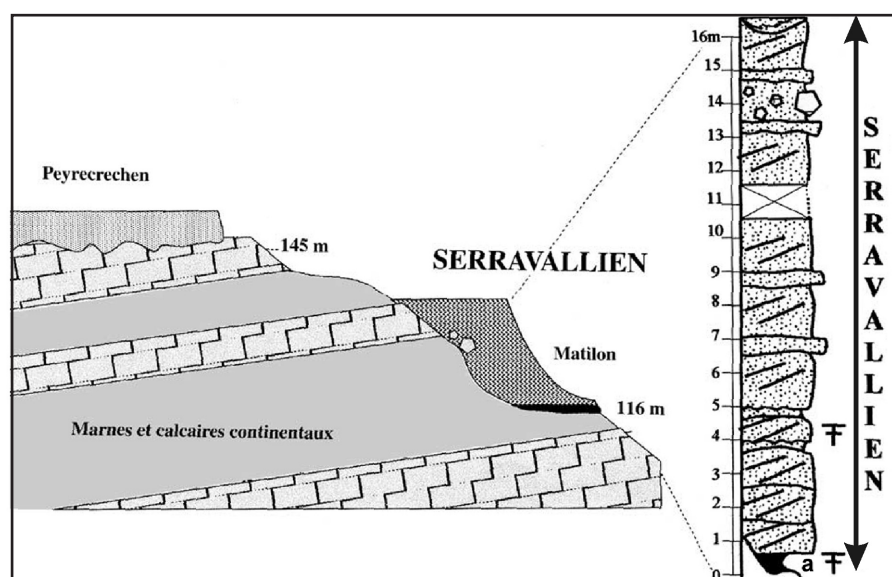 Peyrecrechen
145 m
SERRAVALLIEN
Matilon
116 m
Marnes et calcaires continentaux
16m
15
14
13
12
11
10
9
8
7
6
5
4
3
2
1
0
a
SERRAVALLIEN